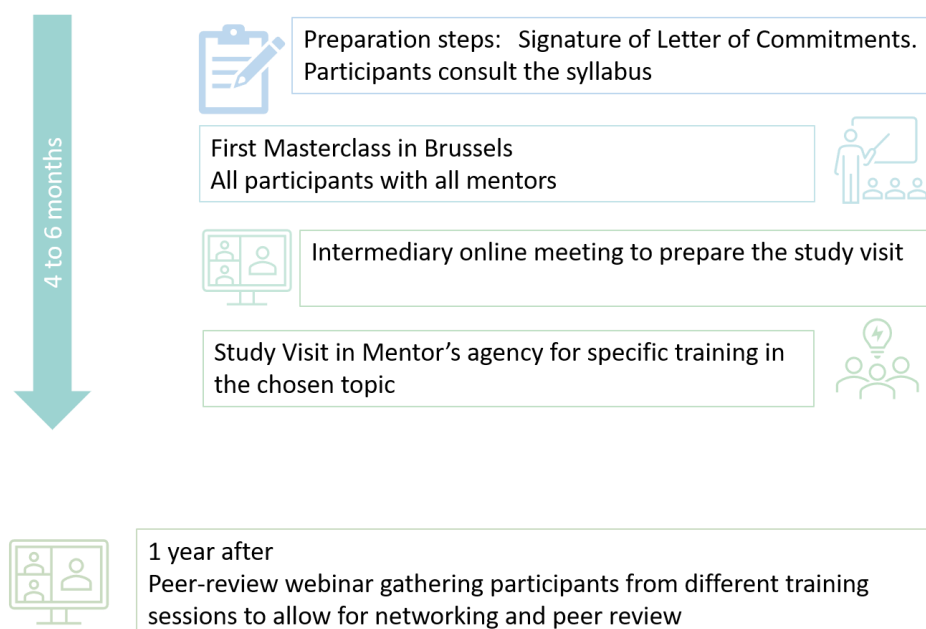 Preparation steps: Signature of Letter of Commitments.
Participants consult the syllabus
First Masterclass in Brussels
All participants with all mentors
4 to 6 months
Intermediary online meeting to prepare the study visit
Study Visit in Mentor's agency for specific training in
the chosen topic
1 year after
Peer-review webinar gathering participants from different training
sessions to allow for networking and peer review